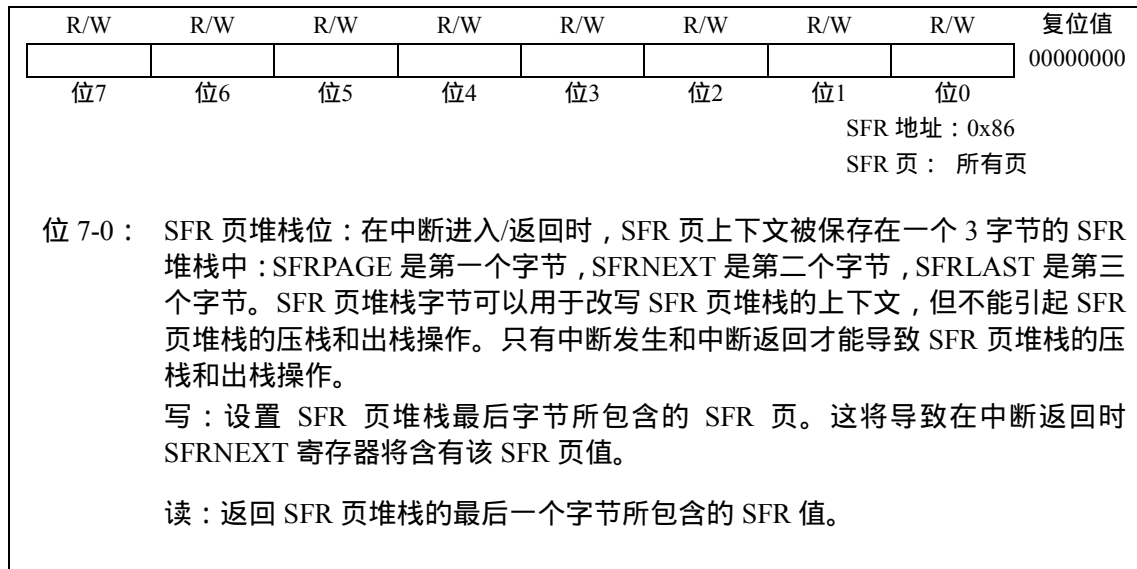 R/W R/W R/W R/W R/W R/W R/W R/W 复位值
00000000
位7 位6 位5 位4 位3 位2 位1 位0
SFR 地址：0x86
SFR 页： 所有页
位 7-0： SFR 页堆栈位：在中断进入/返回时，SFR 页上下文被保存在一个 3 字节的 SFR
堆栈中：SFRPAGE 是第一个字节，SFRNEXT 是第二个字节，SFRLAST 是第三
个字节。SFR 页堆栈字节可以用于改写 SFR 页堆栈的上下文，但不能引起 SFR
页堆栈的压栈和出栈操作。只有中断发生和中断返回才能导致 SFR 页堆栈的压
栈和出栈操作。
写：设置 SFR 页堆栈最后字节所包含的 SFR 页。这将导致在中断返回时
SFRNEXT 寄存器将含有该 SFR 页值。
读：返回 SFR 页堆栈的最后一个字节所包含的 SFR 值。